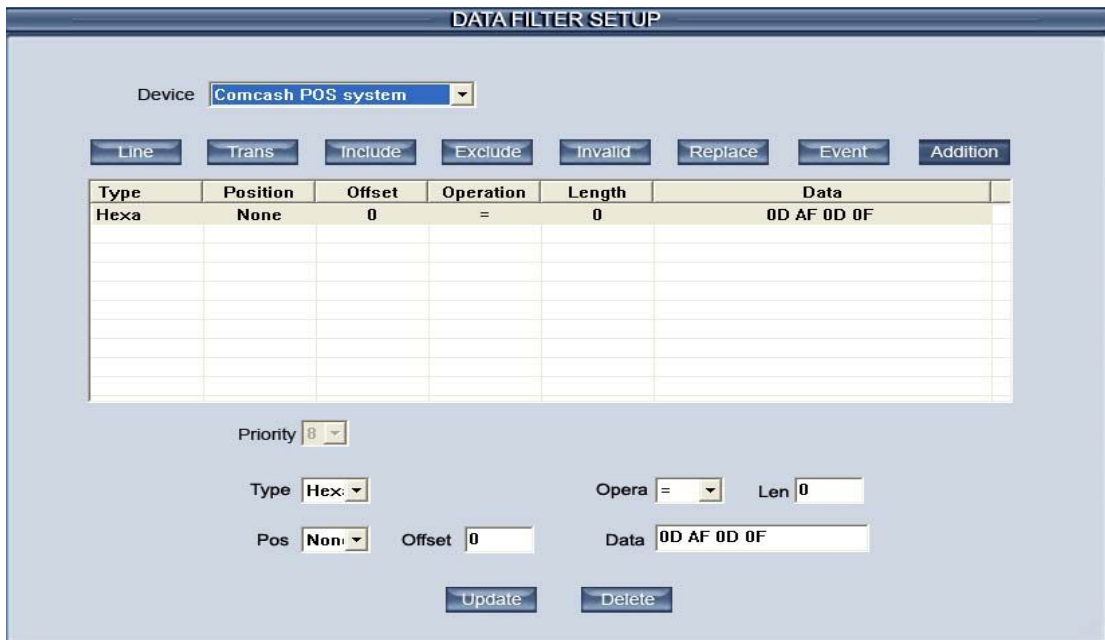 DATA FILTER SETUP
Device Comcash POS system
Line Trans Include Exclude Invalid Replace Event Addition
Type Position Offset Operation Length Data
Hexa None 0 = 0 0D AF 0D 0F
Priority 8
Type Hex Opera = Len 0
Pos Non Offset 0 Data 0D AF 0D 0F
Update Delete